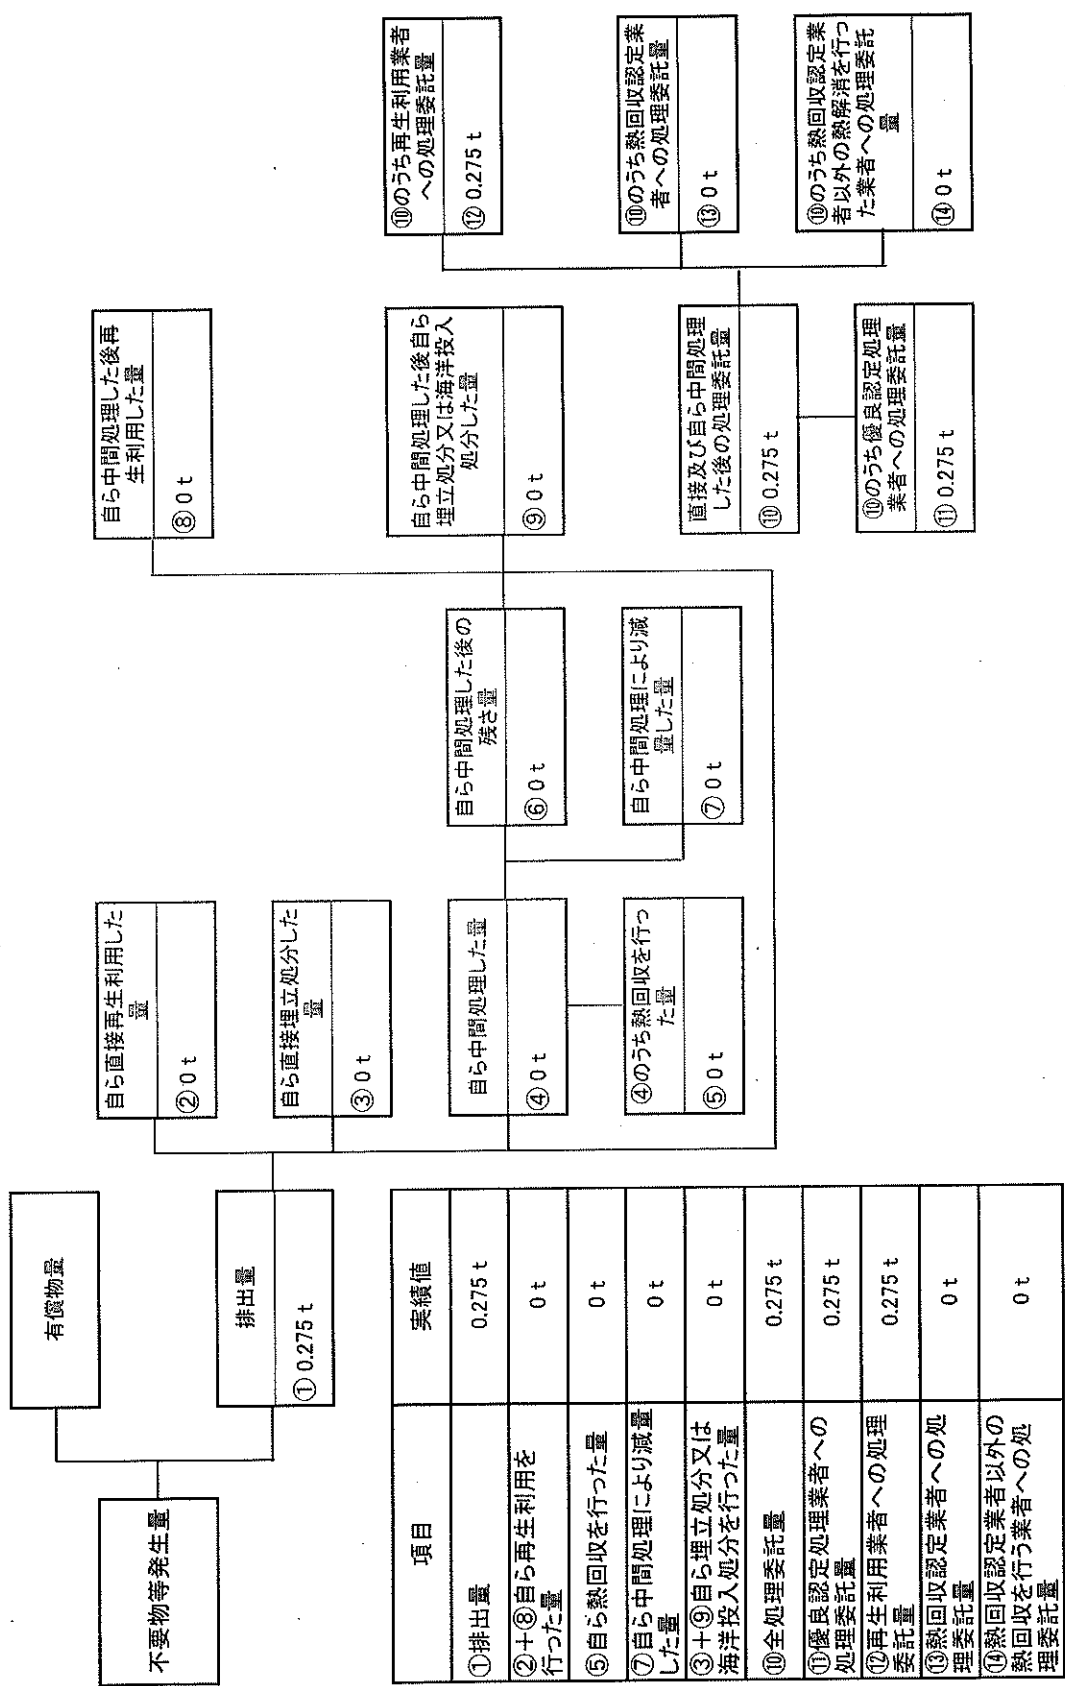 不要物等発生量
有償物量
排出量
① 0.275 t
自ら直接再生利用した
量
② 0 t
自ら直接埋立処分した
量
③ 0 t
自ら中間処理した量
④ 0 t
④のうち熱回収を行っ
た量
⑤ 0 t
自ら中間処理した後の
残さ量
⑥ 0 t
自ら中間処理により減
量した量
⑦ 0 t
自ら中間処理した後再
生利用した量
⑧ 0 t
自ら中間処理した後自ら
埋立処分又は海洋投入
処分した量
⑨ 0 t
直接及び自ら中間処理
した後の処理委託量
⑩ 0.275 t
⑩のうち優良認定処理
業者への処理委託量
⑪ 0.275 t
⑩のうち再生利用業者
への処理委託量
⑫ 0.275 t
⑩のうち熱回収認定業
者への処理委託量
⑬ 0 t
⑩のうち熱回収認定業
者以外の熱解消を行っ
た業者への処理委託
量
⑭ 0 t
項目 実績値
①排出量 0.275 t
②＋⑧自ら再生利用を
行った量 0 t
⑤自ら熱回収を行った量 0 t
⑦自ら中間処理により減量
した量 0 t
③＋⑨自ら埋立処分又は
海洋投入処分を行った量 0 t
⑩全処理委託量 0.275 t
⑪優良認定処理業者への
処理委託量 0.275 t
⑫再生利用業者への処理
委託量 0.275 t
⑬熱回収認定業者への処
理委託量 0 t
⑭熱回収認定業者以外の
熱回収を行う業者への処
理委託量 0 t